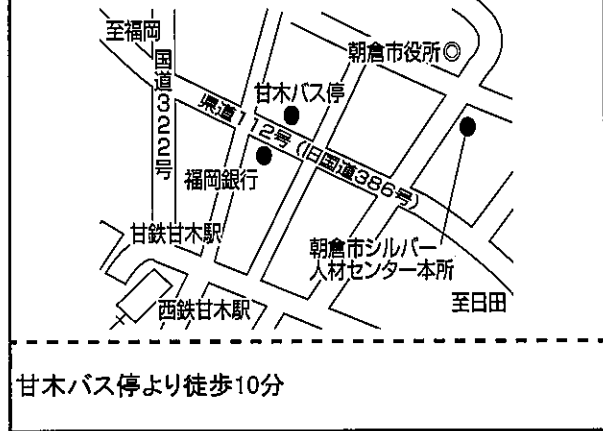 至福岡
国道322号
朝倉市役所◎
甘木バス停
県道112号(旧国道386号)
福岡銀行
甘鉄甘木駅
朝倉市シルバー
人材センター本所
西鉄甘木駅
至日田
甘木バス停より徒歩10分